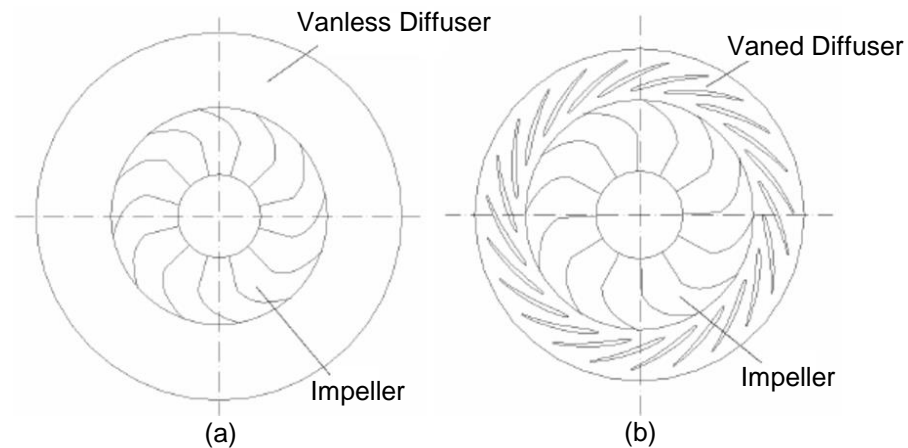 Vanless Diffuser
Vaned Diffuser
Impeller
Impeller
(a)
(b)